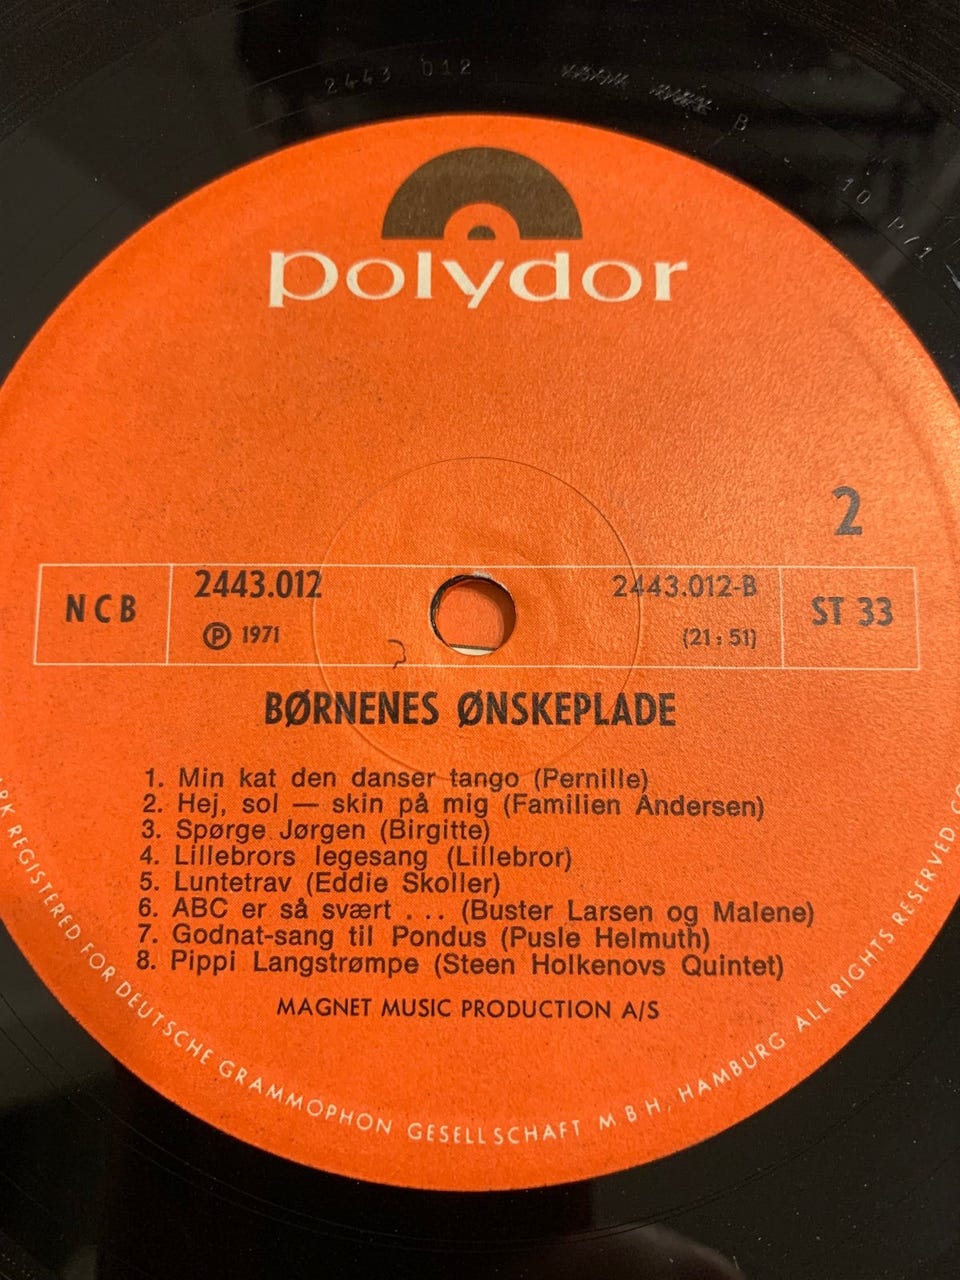 2443 012
B
10 P/1
polydor
2
NCB
2443.012
Ⓟ 1971
2443.012-B
(21:51)
ST 33
BØRNENES ØNSKEPLADE
1. Min kat den danser tango (Pernille)
2. Hej, sol — skin på mig (Familien Andersen)
3. Spørge Jørgen (Birgitte)
4. Lillebrors legesang (Lillebror)
5. Luntetrav (Eddie Skoller)
6. ABC er så svært . . . (Buster Larsen og Malene)
7. Godnat-sang til Pondus (Pusle Helmuth)
8. Pippi Langstrømpe (Steen Holkenovs Quintet)
MAGNET MUSIC PRODUCTION A/S
REGISTERED FOR DEUTSCHE GRAMMOPHON GESELLSCHAFT M B H, HAMBURG ALL RIGHTS RESERVED